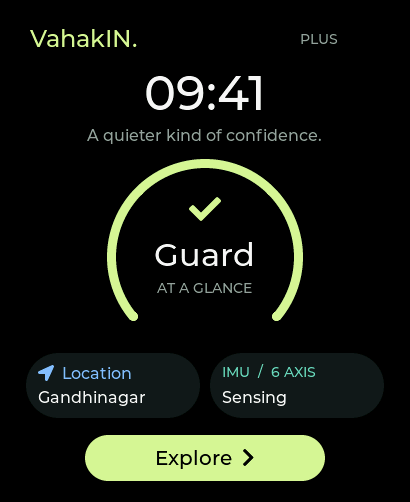 VahakIN.
PLUS
09:41
A quieter kind of confidence.
Guard
AT A GLANCE
Location
Gandhinagar
IMU / 6 AXIS
Sensing
Explore